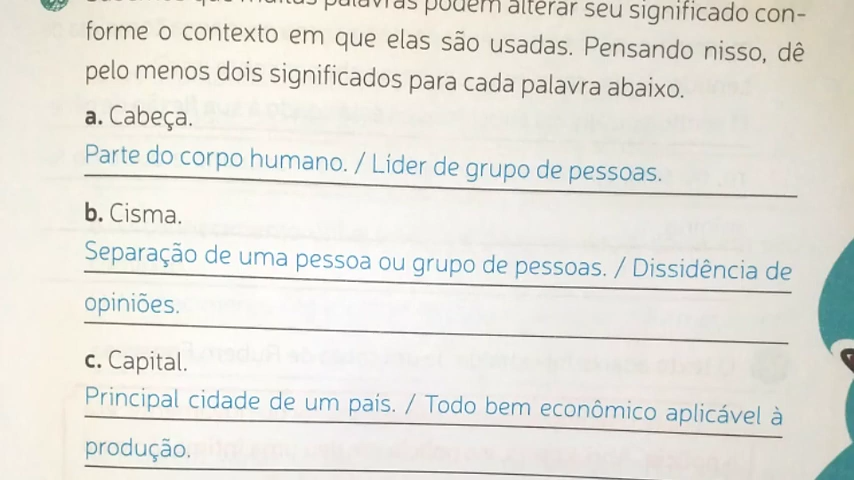 que muitas palavras podem alterar seu significado con-
forme o contexto em que elas são usadas. Pensando nisso, dê
pelo menos dois significados para cada palavra abaixo.
a. Cabeça.
Parte do corpo humano. / Líder de grupo de pessoas.
b. Cisma.
Separação de uma pessoa ou grupo de pessoas. / Dissidência de
opiniões.
c. Capital.
Principal cidade de um país. / Todo bem econômico aplicável à
produção.